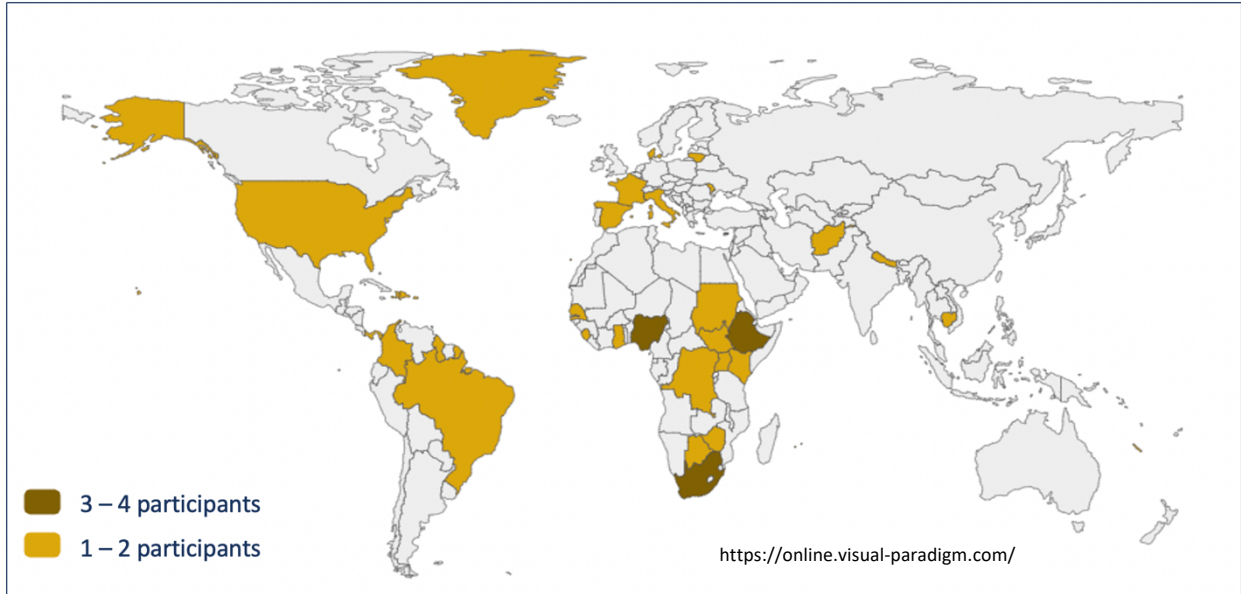 3 – 4 participants
1 – 2 participants
https://online.visual-paradigm.com/